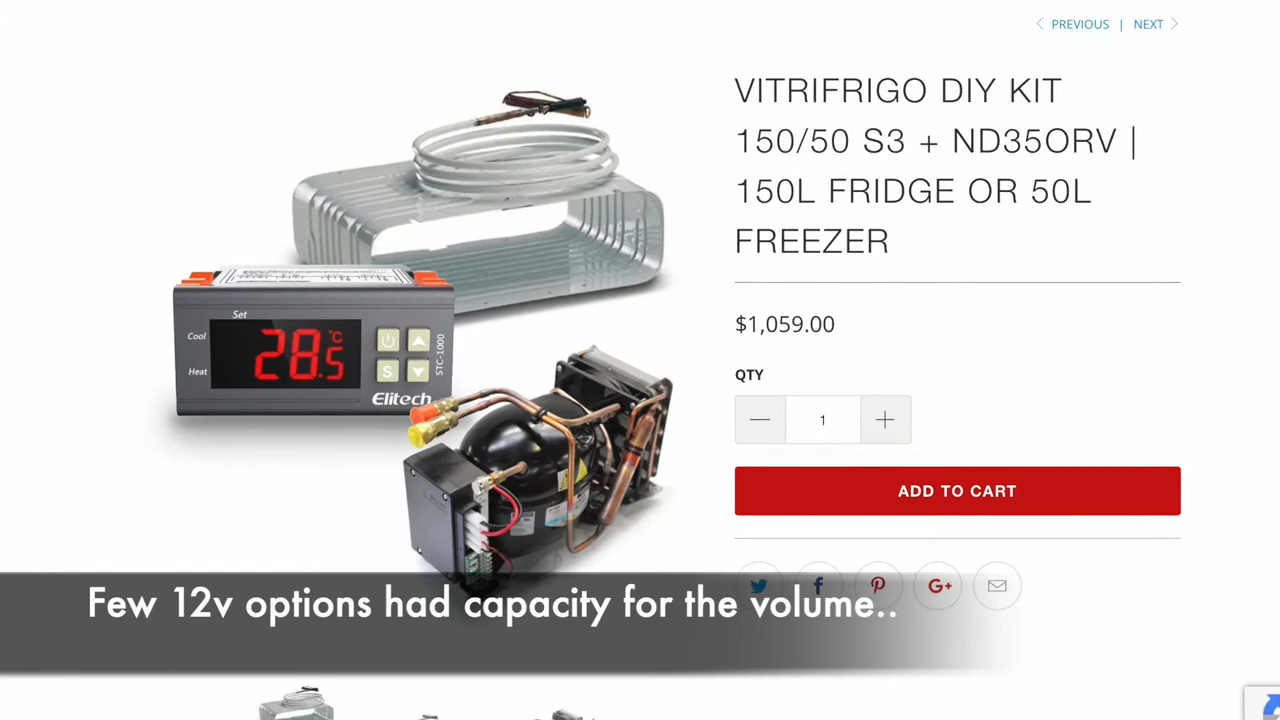 PREVIOUS | NEXT
VITRIFRIGO DIY KIT
150/50 S3 + ND35ORV |
150L FRIDGE OR 50L
FREEZER
$1,059.00
QTY
1
ADD TO CART
Set
Cool
Heat
28.5 °C
S
STC-1000
Elitech
G+
Few 12v options had capacity for the volume..